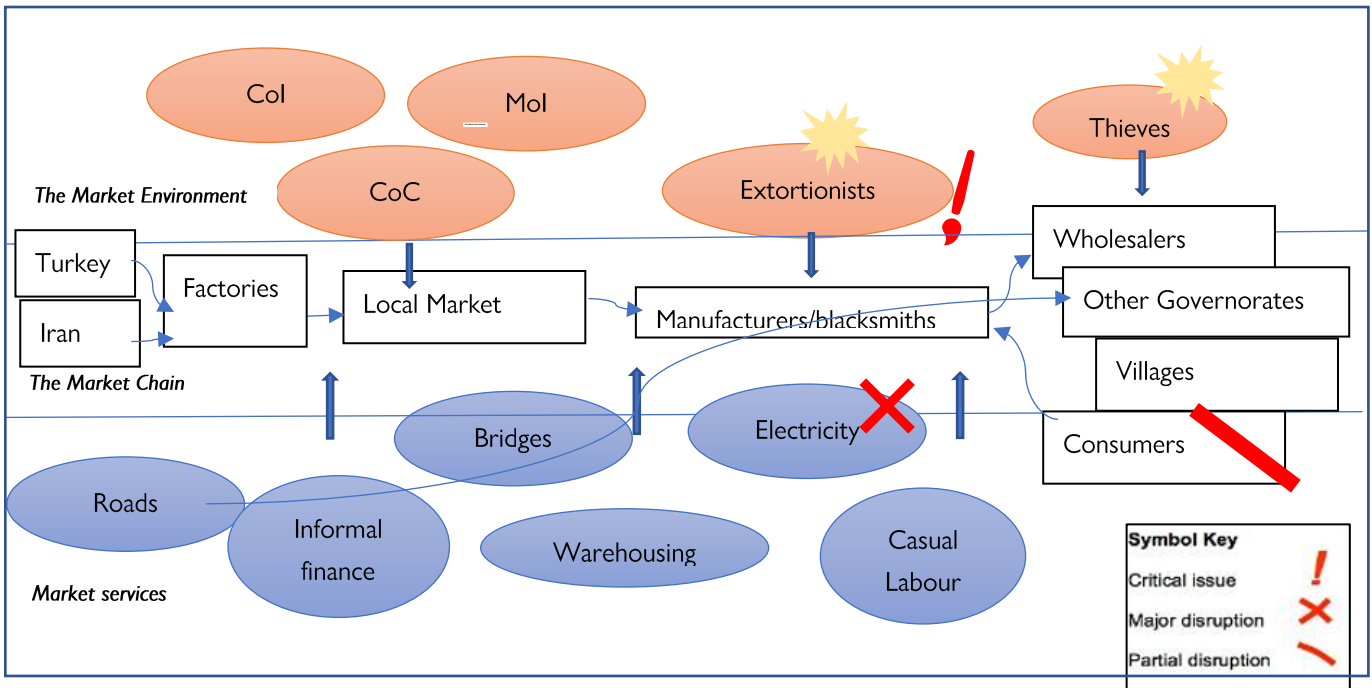 CoI
MoI
Thieves
CoC
Extortionists
The Market Environment
Turkey
Factories
Iran
Local Market
Manufacturers/blacksmiths
Wholesalers
Other Governorates
Villages
Consumers
The Market Chain
Bridges
Electricity
Roads
Informal
finance
Warehousing
Casual
Labour
Market services
Symbol Key
Critical issue
Major disruption
Partial disruption